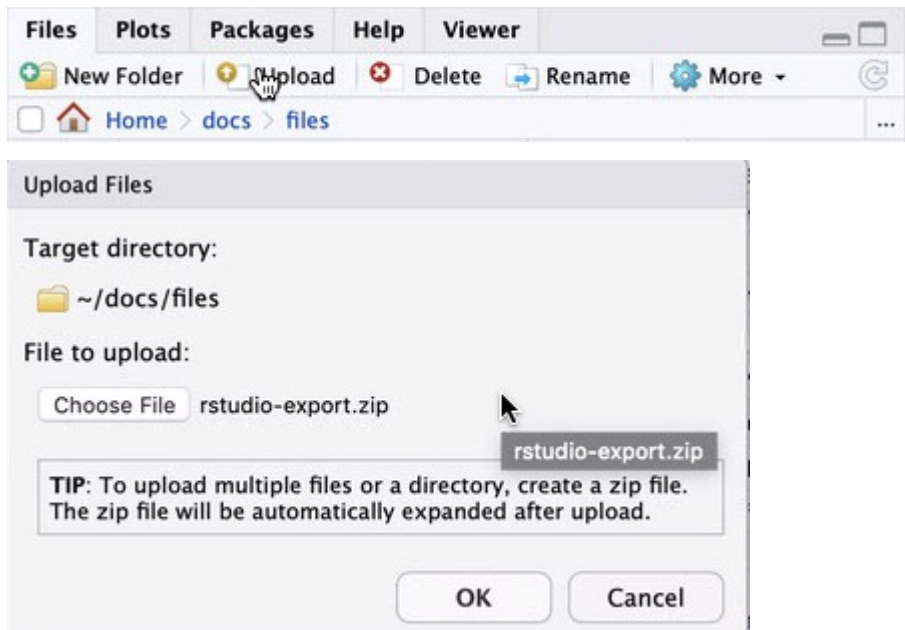 Files Plots Packages Help Viewer
New Folder Upload Delete Rename More
Home > docs > files ...
Upload Files
Target directory:
~/docs/files
File to upload:
Choose File rstudio-export.zip
rstudio-export.zip
TIP: To upload multiple files or a directory, create a zip file.
The zip file will be automatically expanded after upload.
OK Cancel